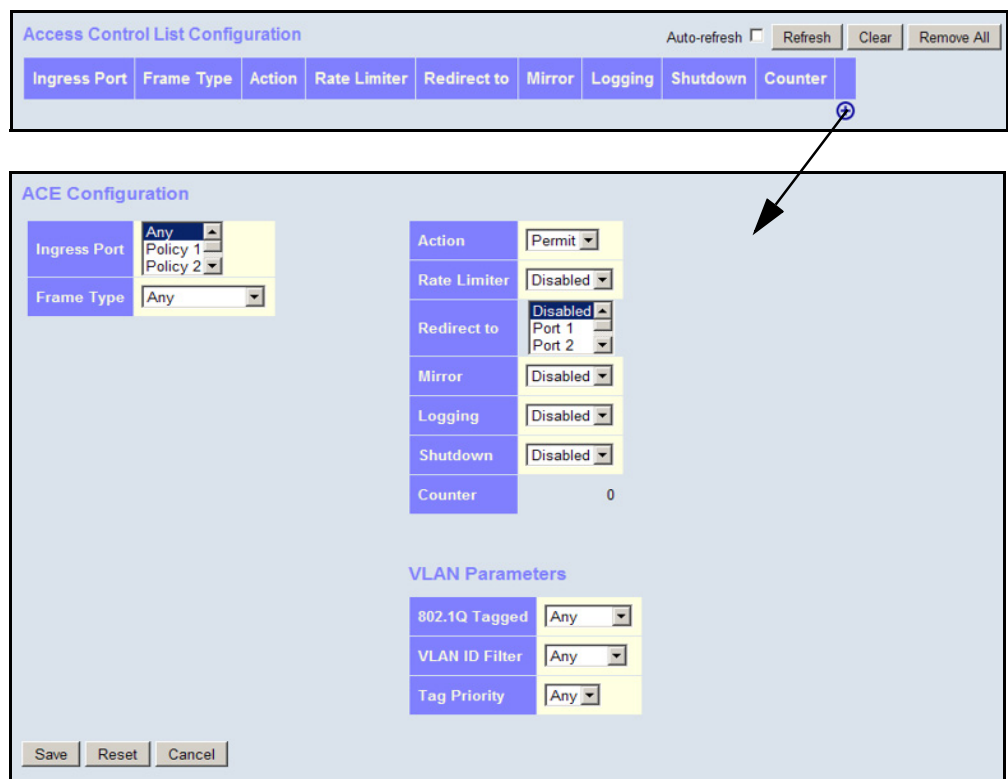 Access Control List Configuration Auto-refresh Refresh Clear Remove All
Ingress Port Frame Type Action Rate Limiter Redirect to Mirror Logging Shutdown Counter
ACE Configuration
Ingress Port Any
Policy 1
Policy 2
Frame Type Any
Action Permit
Rate Limiter Disabled
Redirect to Disabled
Port 1
Port 2
Mirror Disabled
Logging Disabled
Shutdown Disabled
Counter 0
VLAN Parameters
802.1Q Tagged Any
VLAN ID Filter Any
Tag Priority Any
Save Reset Cancel